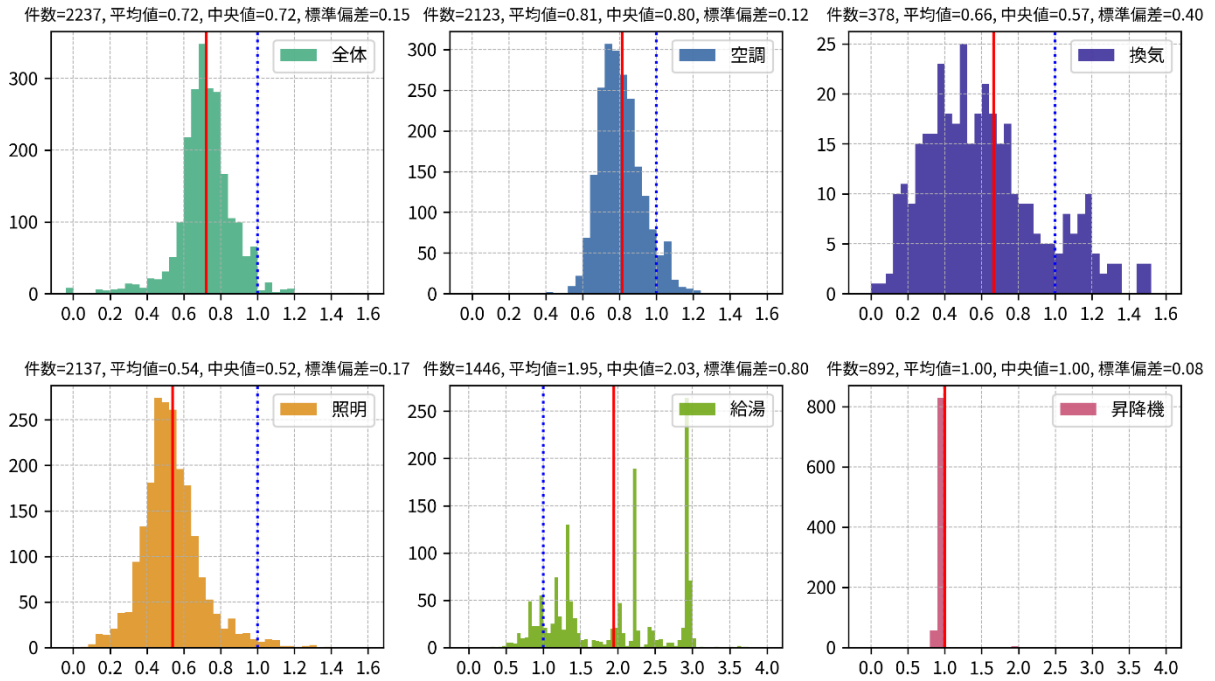 件数=2237, 平均値=0.72, 中央値=0.72, 標準偏差=0.15
全体
300
200
100
0
0.0 0.2 0.4 0.6 0.8 1.0 1.2 1.4 1.6
件数=2123, 平均値=0.81, 中央値=0.80, 標準偏差=0.12
空調
300
250
200
150
100
50
0
0.0 0.2 0.4 0.6 0.8 1.0 1.2 1.4 1.6
件数=378, 平均値=0.66, 中央値=0.57, 標準偏差=0.40
換気
25
20
15
10
5
0
0.0 0.2 0.4 0.6 0.8 1.0 1.2 1.4 1.6
件数=2137, 平均値=0.54, 中央値=0.52, 標準偏差=0.17
照明
250
200
150
100
50
0
0.0 0.2 0.4 0.6 0.8 1.0 1.2 1.4 1.6
件数=1446, 平均値=1.95, 中央値=2.03, 標準偏差=0.80
給湯
250
200
150
100
50
0
0.0 0.5 1.0 1.5 2.0 2.5 3.0 3.5 4.0
件数=892, 平均値=1.00, 中央値=1.00, 標準偏差=0.08
昇降機
800
600
400
200
0
0.0 0.5 1.0 1.5 2.0 2.5 3.0 3.5 4.0